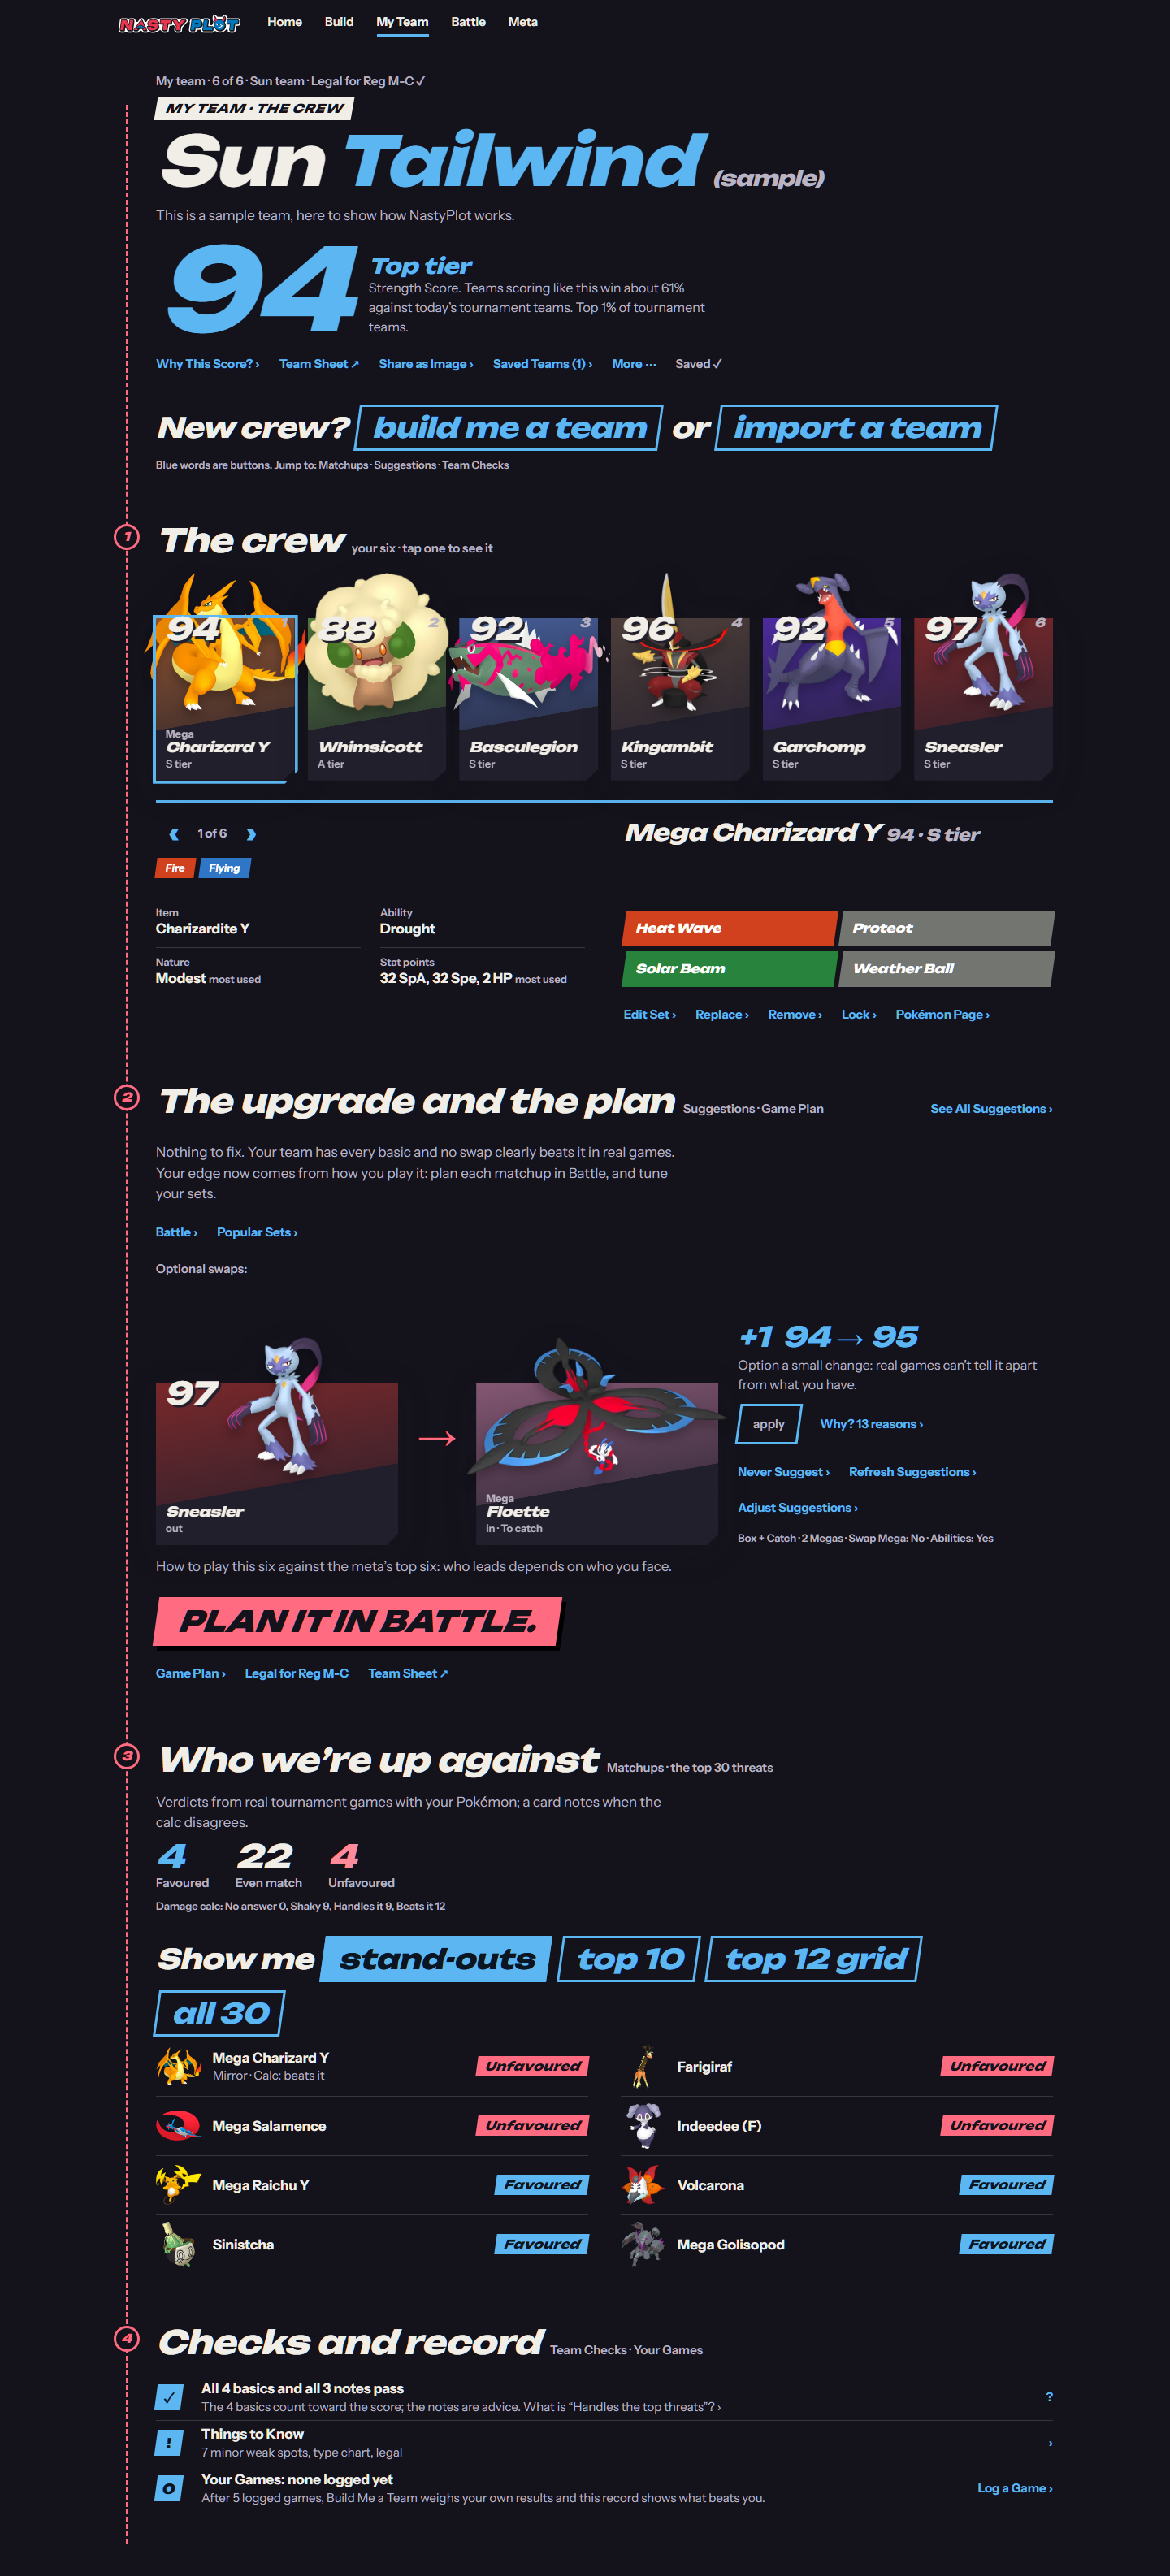 NASTY PLOT
Home Build My Team Battle Meta
My team · 6 of 6 · Sun team · Legal for Reg M-C ✓
MY TEAM · THE CREW
Sun Tailwind (sample)
This is a sample team, here to show how NastyPlot works.
94
Top tier
Strength Score. Teams scoring like this win about 61%
against today's tournament teams. Top 1% of tournament
teams.
Why This Score? › Team Sheet ↗ Share as Image › Saved Teams (1) › More ··· Saved ✓
New crew? build me a team or import a team
Blue words are buttons. Jump to: Matchups · Suggestions · Team Checks
1
The crew your six · tap one to see it
94 1
Mega
Charizard Y
S tier
88 2
Whimsicott
A tier
92 3
Basculegion
S tier
96 4
Kingambit
S tier
92 5
Garchomp
S tier
97 6
Sneasler
S tier
‹ 1 of 6 ›
Fire Flying
Item
Charizardite Y
Ability
Drought
Nature
Modest most used
Stat points
32 SpA, 32 Spe, 2 HP most used
Mega Charizard Y 94 · S tier
Heat Wave Protect
Solar Beam Weather Ball
Edit Set › Replace › Remove › Lock › Pokémon Page ›
2
The upgrade and the plan Suggestions · Game Plan See All Suggestions ›
Nothing to fix. Your team has every basic and no swap clearly beats it in real games.
Your edge now comes from how you play it: plan each matchup in Battle, and tune
your sets.
Battle › Popular Sets ›
Optional swaps:
97
Sneasler
out
→
Mega
Floette
in · To catch
+1 94 → 95
Option a small change: real games can't tell it apart
from what you have.
apply Why? 13 reasons ›
Never Suggest › Refresh Suggestions ›
Adjust Suggestions ›
Box + Catch · 2 Megas · Swap Mega: No · Abilities: Yes
How to play this six against the meta's top six: who leads depends on who you face.
PLAN IT IN BATTLE.
Game Plan › Legal for Reg M-C Team Sheet ↗
3
Who we're up against Matchups · the top 30 threats
Verdicts from real tournament games with your Pokémon; a card notes when the
calc disagrees.
4 22 4
Favoured Even match Unfavoured
Damage calc: No answer 0, Shaky 9, Handles it 9, Beats it 12
Show me stand-outs top 10 top 12 grid
all 30
Mega Charizard Y Unfavoured
Mirror · Calc: beats it
Farigiraf Unfavoured
Mega Salamence Unfavoured
Indeedee (F) Unfavoured
Mega Raichu Y Favoured
Volcarona Favoured
Sinistcha Favoured
Mega Golisopod Favoured
4
Checks and record Team Checks · Your Games
✓ All 4 basics and all 3 notes pass ?
The 4 basics count toward the score; the notes are advice. What is “Handles the top threats”? ›
! Things to Know ›
7 minor weak spots, type chart, legal
0 Your Games: none logged yet Log a Game ›
After 5 logged games, Build Me a Team weighs your own results and this record shows what beats you.